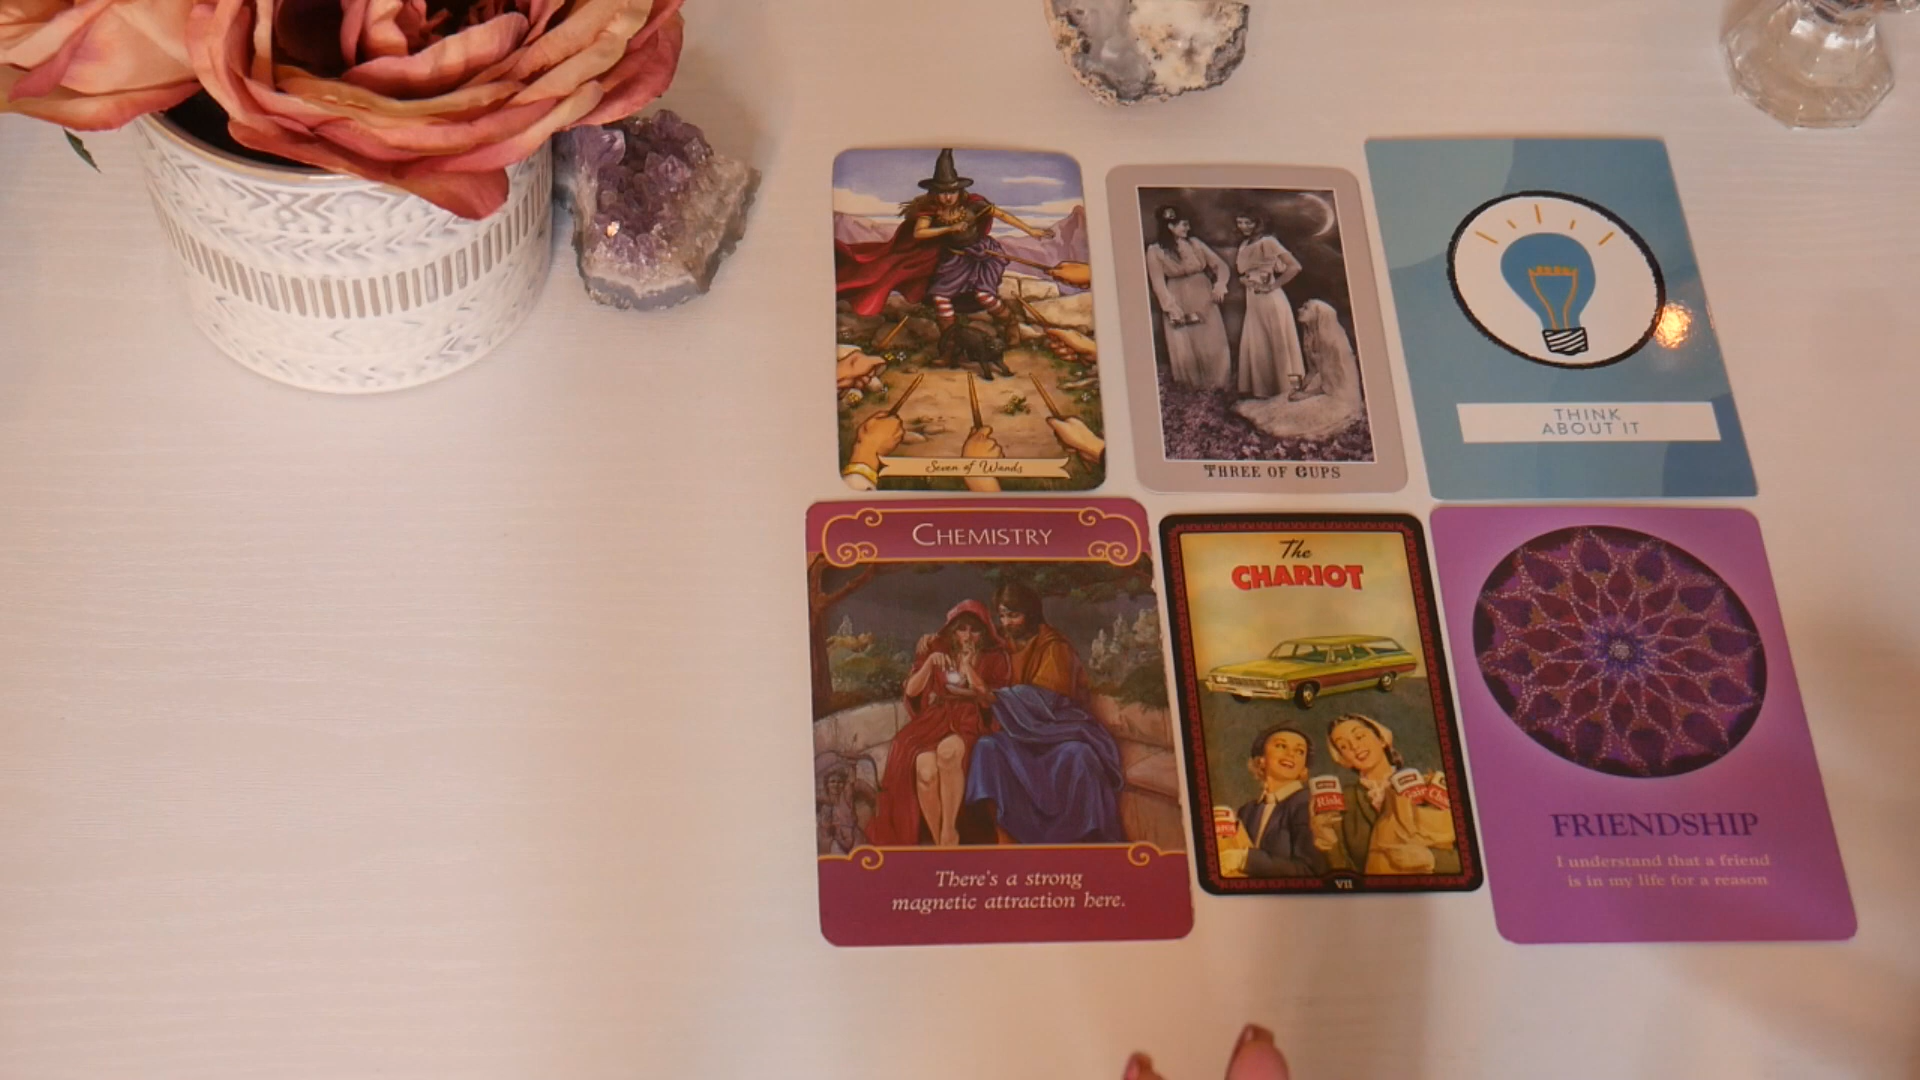 Seven of Wands
THREE OF CUPS
THINK
ABOUT IT
CHEMISTRY
There's a strong
magnetic attraction here.
The
CHARIOT
Risk
VII
FRIENDSHIP
I understand that a friend
is in my life for a reason